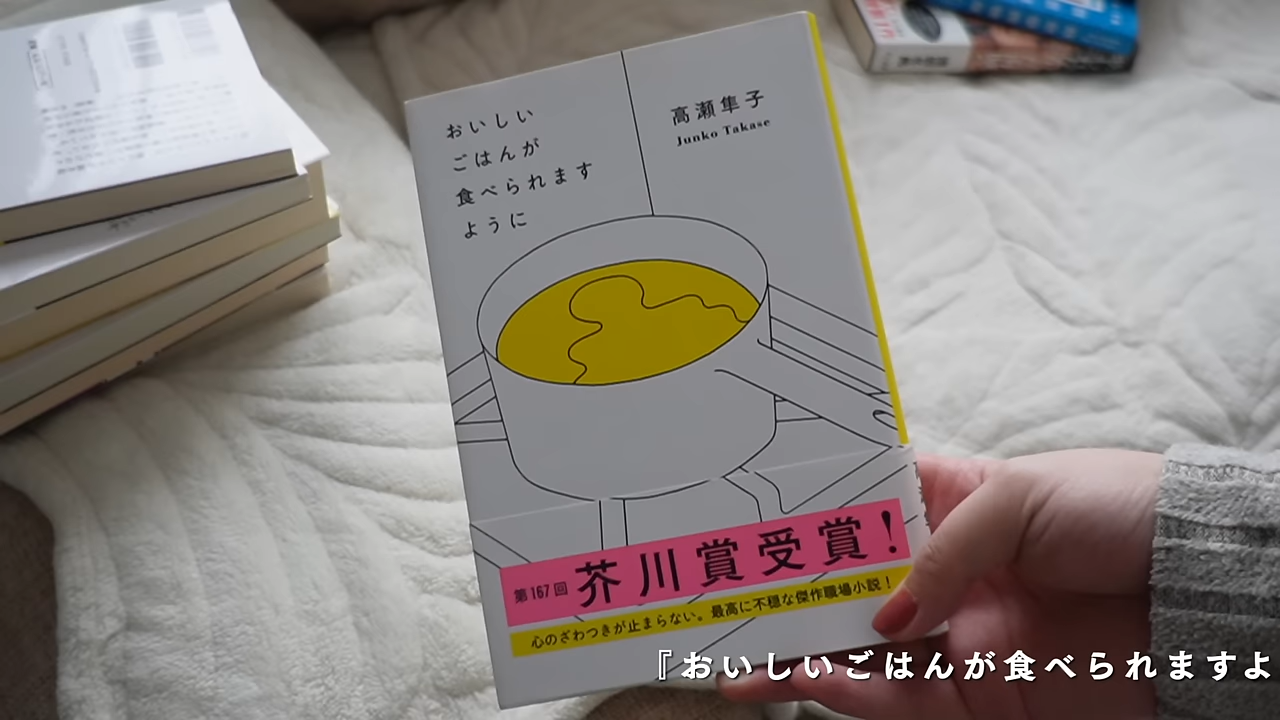 おいしい
ごはんが
食べられます
ように
高瀬隼子
Junko Takase
第167回 芥川賞受賞!
心のざわつきが止まらない。最高に不穏な傑作職場小説!
『おいしいごはんが食べられますよ